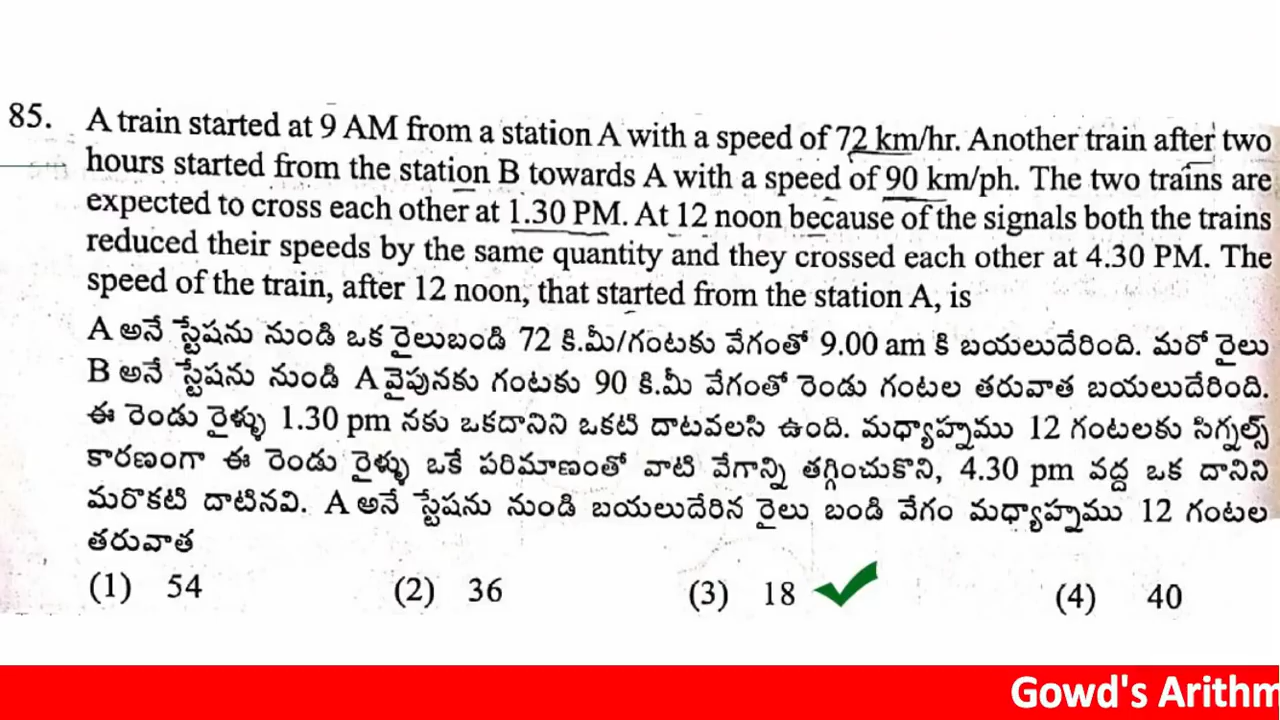 85. A train started at 9 AM from a station A with a speed of 72 km/hr. Another train after two
hours started from the station B towards A with a speed of 90 km/ph. The two trains are
expected to cross each other at 1.30 PM. At 12 noon because of the signals both the trains
reduced their speeds by the same quantity and they crossed each other at 4.30 PM. The
speed of the train, after 12 noon, that started from the station A, is
A అనే స్టేషను నుండి ఒక రైలుబండి 72 కి.మీ/గంటకు వేగంతో 9.00 am కి బయలుదేరింది. మరో రైలు
B అనే స్టేషను నుండి A వైపునకు గంటకు 90 కి.మీ వేగంతో రెండు గంటల తరువాత బయలుదేరింది.
ఈ రెండు రైళ్ళు 1.30 pm నకు ఒకదానిని ఒకటి దాటవలసి ఉంది. మధ్యాహ్నము 12 గంటలకు సిగ్నల్స్
కారణంగా ఈ రెండు రైళ్ళు ఒకే పరిమాణంతో వాటి వేగాన్ని తగ్గించుకొని, 4.30 pm వద్ద ఒక దానిని
మరొకటి దాటినవి. A అనే స్టేషను నుండి బయలుదేరిన రైలు బండి వేగం మధ్యాహ్నము 12 గంటల
తరువాత
(1) 54 (2) 36 (3) 18 (4) 40
Gowd's Arithm